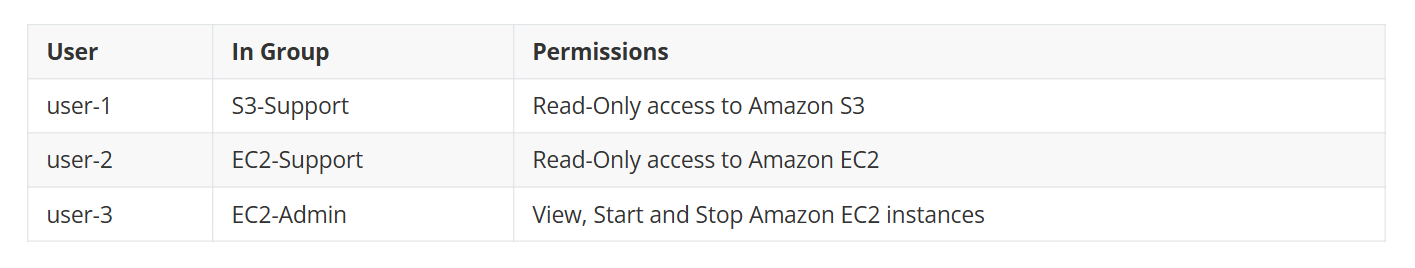 User In Group Permissions
user-1 S3-Support Read-Only access to Amazon S3
user-2 EC2-Support Read-Only access to Amazon EC2
user-3 EC2-Admin View, Start and Stop Amazon EC2 instances